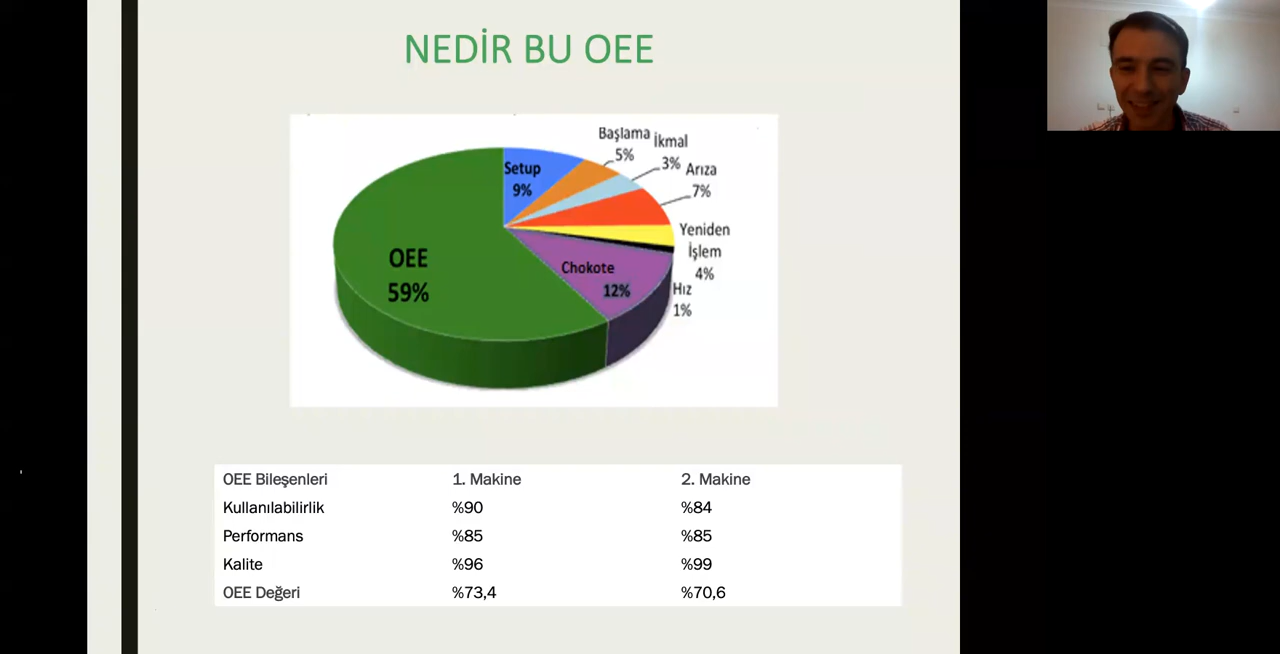 NEDİR BU OEE
Başlama
5%
İkmal
3%
Arıza
7%
Setup
9%
Yeniden
İşlem
4%
OEE
59%
Chokote
12%
Hız
1%
OEE Bileşenleri 1. Makine 2. Makine
Kullanılabilirlik %90 %84
Performans %85 %85
Kalite %96 %99
OEE Değeri %73,4 %70,6